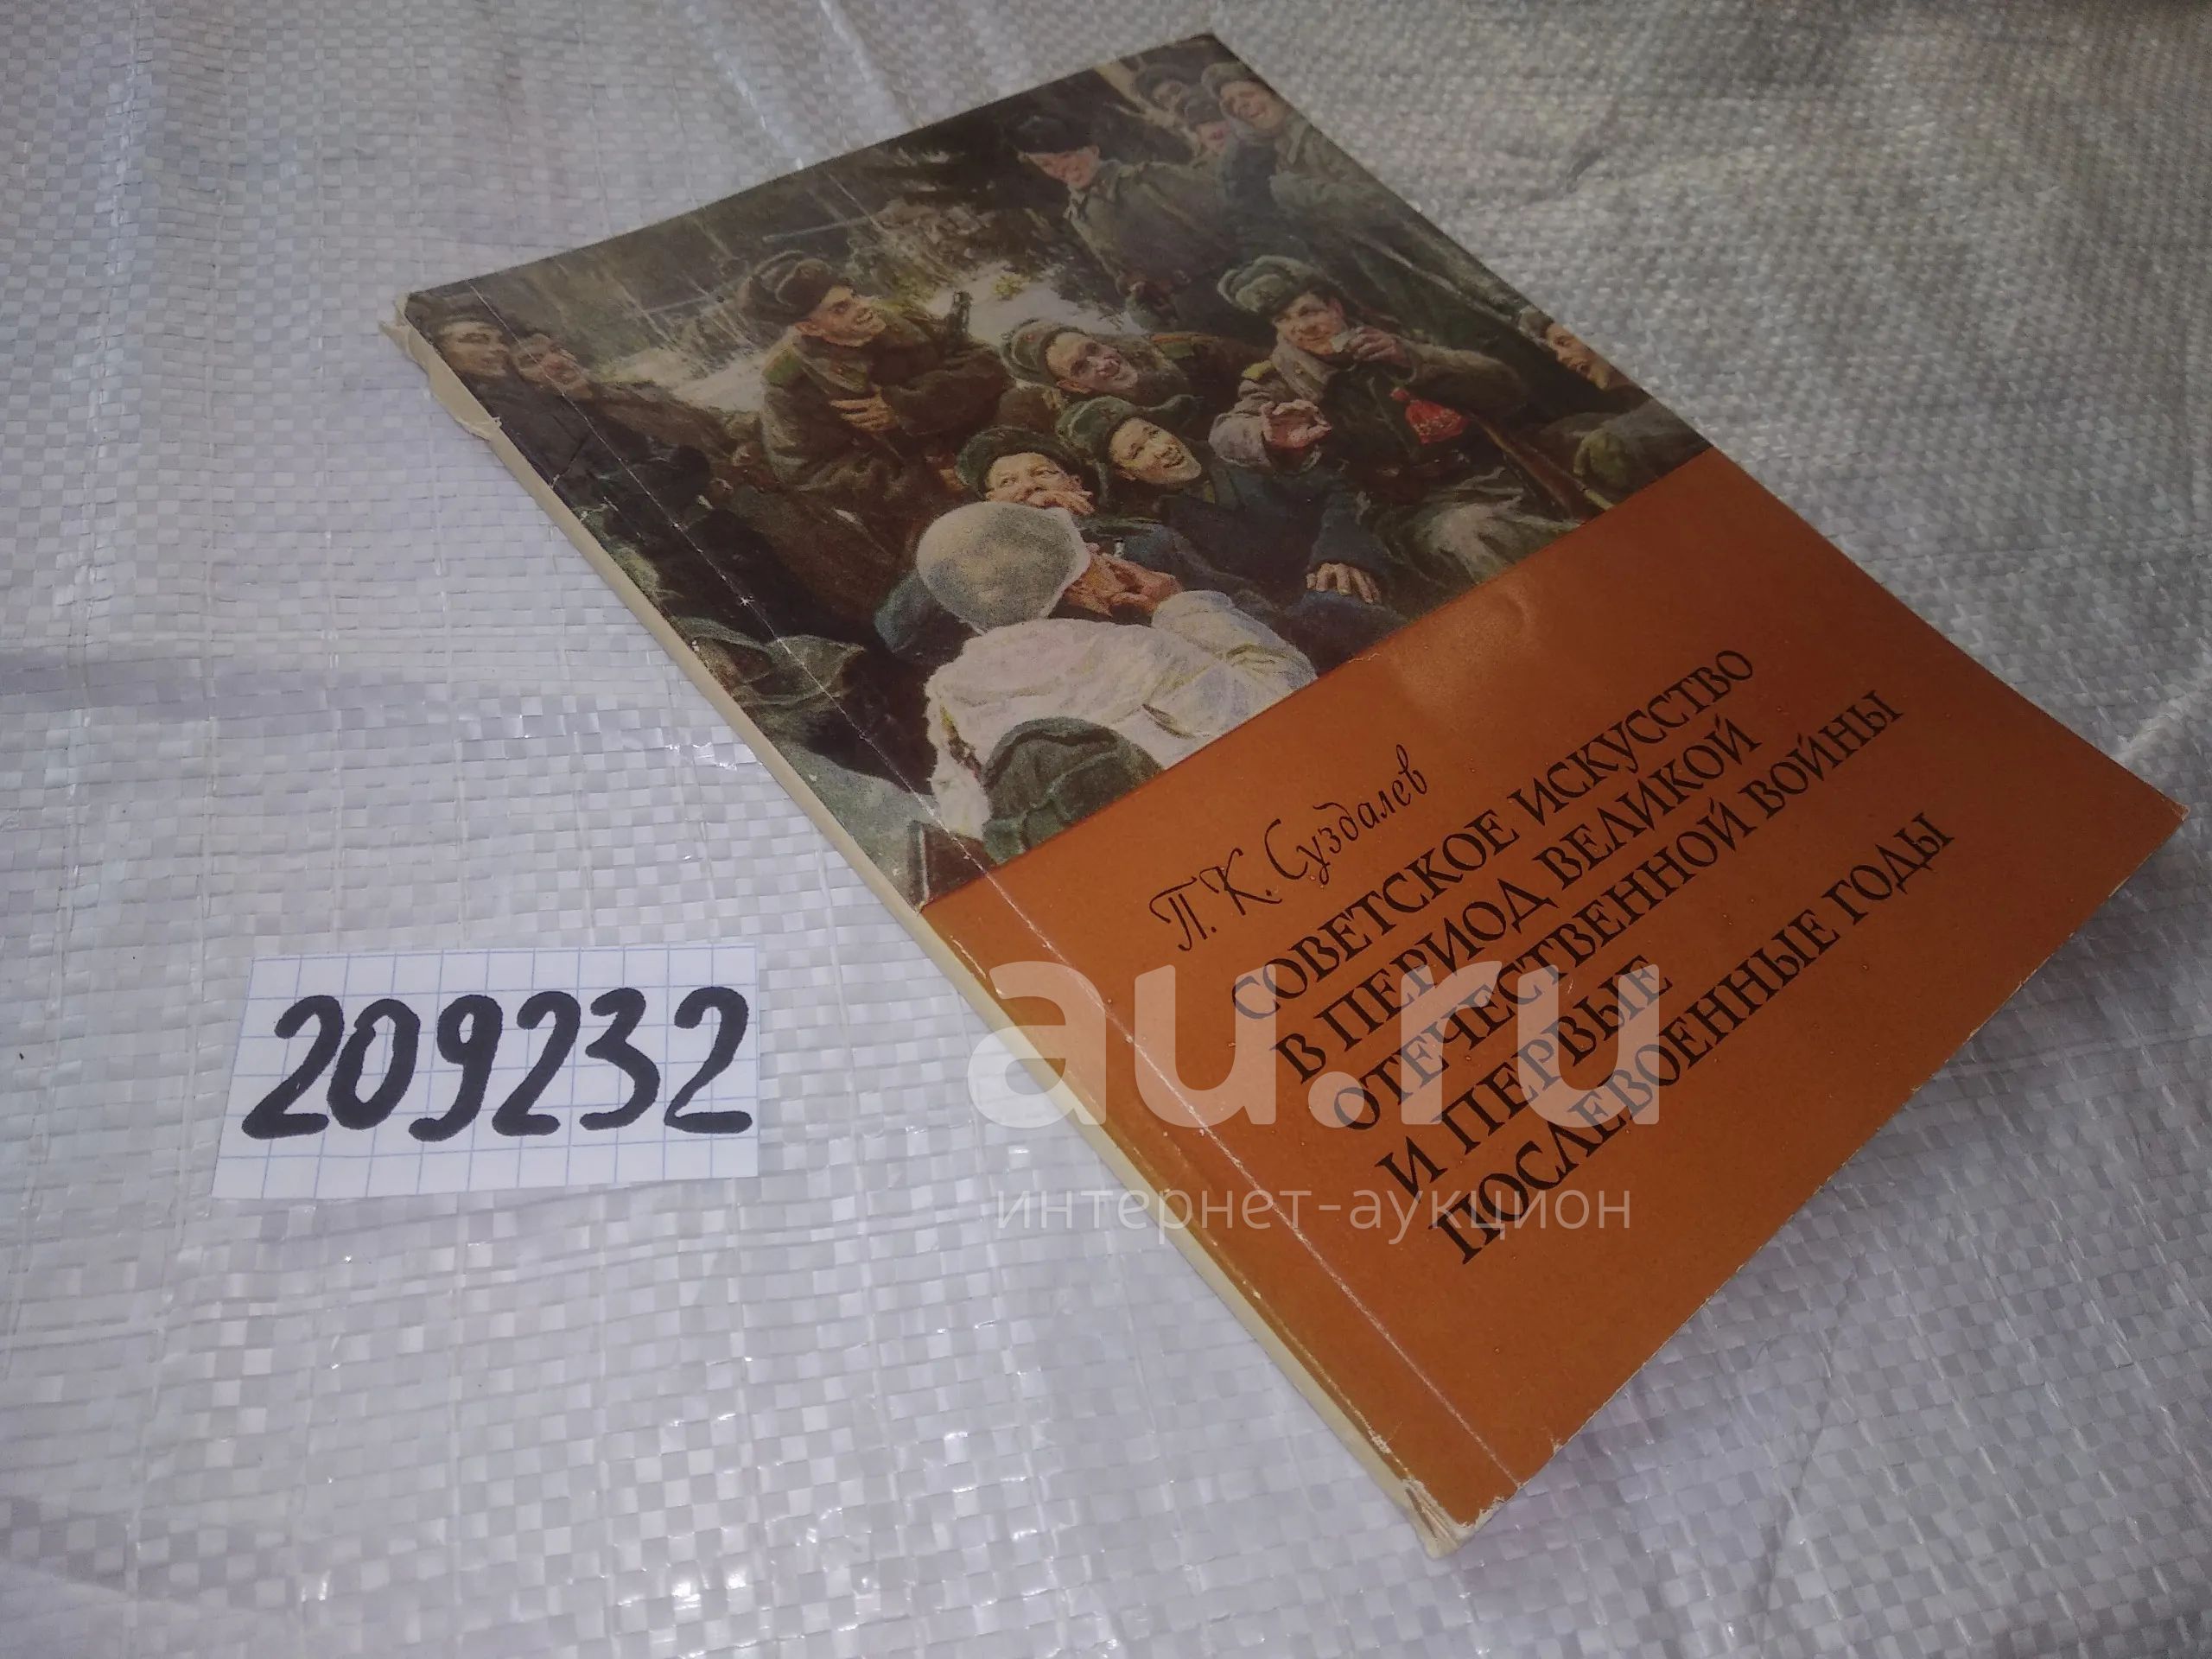 П. К. Суздалев
СОВЕТСКОЕ ИСКУССТВО
В ПЕРИОД ВЕЛИКОЙ
ОТЕЧЕСТВЕННОЙ ВОЙНЫ
И ПЕРВЫЕ
ПОСЛЕВОЕННЫЕ ГОДЫ
209232
au.ru
интернет-аукцион